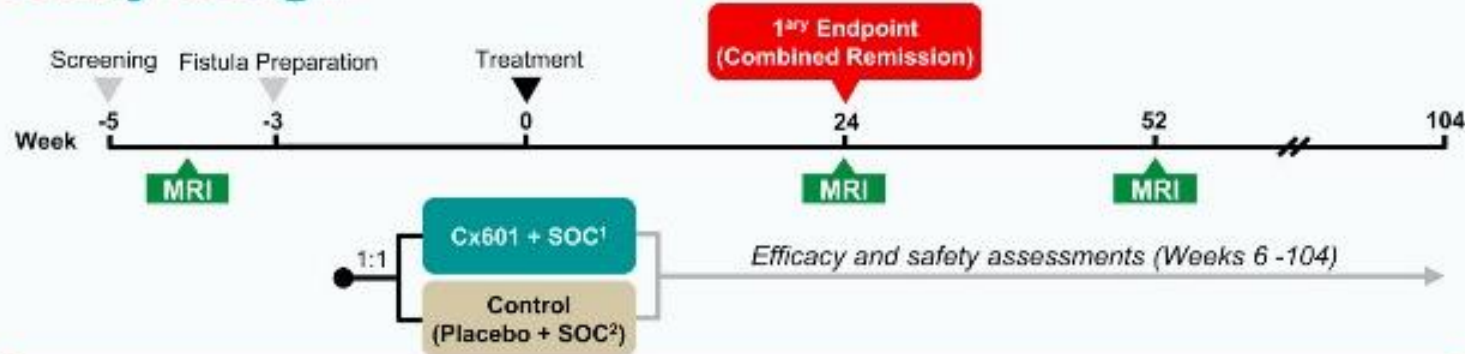 1ary Endpoint
(Combined Remission)
Screening Fistula Preparation Treatment
-5 -3 0 24 52 104
Week
MRI MRI MRI
Cx601 + SOC1
1:1
Efficacy and safety assessments (Weeks 6 -104)
Control
(Placebo + SOC2)